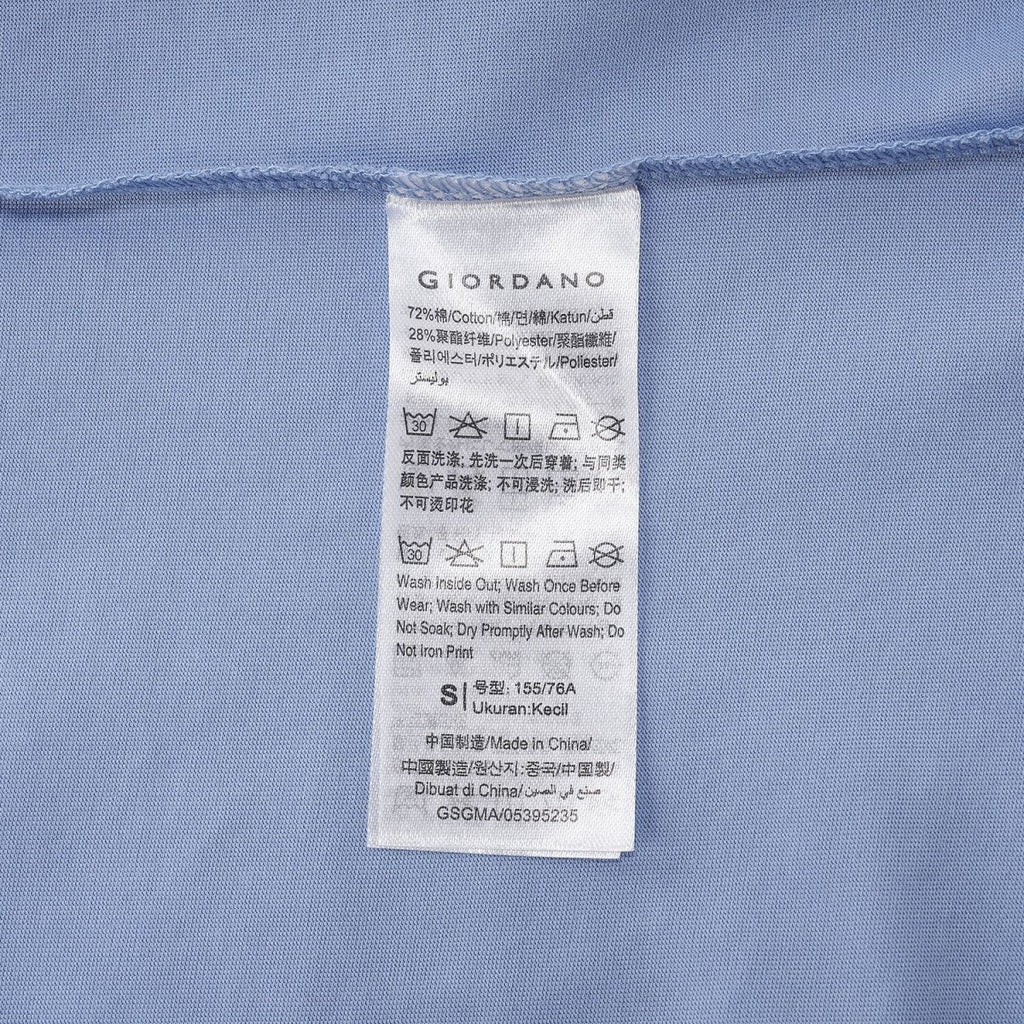 GIORDANO
72%棉/Cotton/棉/면/綿/Katun/قطن
28%聚酯纤维/Polyester/聚酯纖維/
폴리에스터/ポリエステル/Poliester/
بوليستر
30
反面洗涤; 先洗一次后穿着; 与同类
颜色产品洗涤; 不可浸洗; 洗后即干;
不可烫印花
30
Wash Inside Out; Wash Once Before
Wear; Wash with Similar Colours; Do
Not Soak; Dry Promptly After Wash; Do
Not Iron Print
S 号型: 155/76A
Ukuran:Kecil
中国制造/Made in China/
中國製造/원산지:중국/中国製/
Dibuat di China/صنع في الصين
GSGMA/05395235